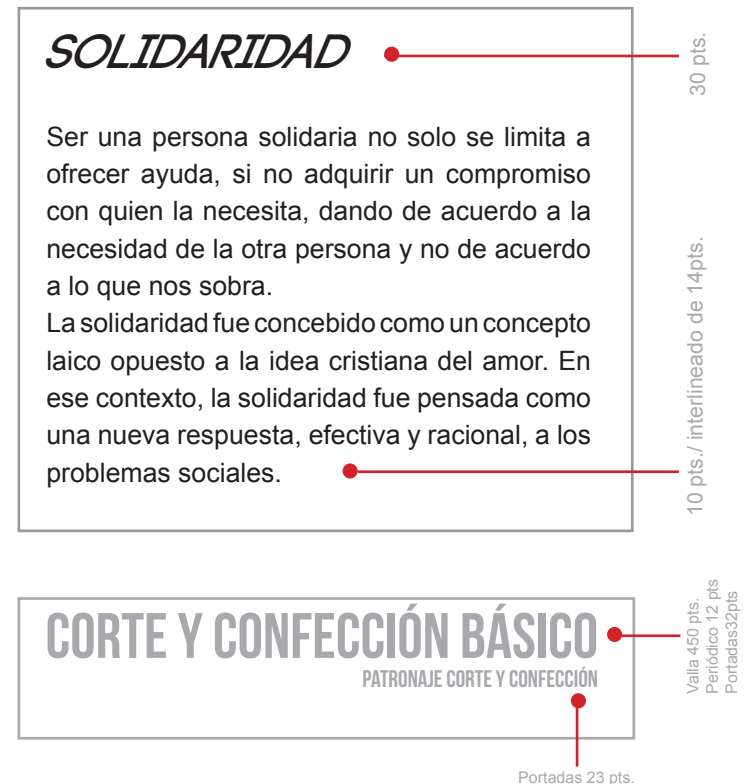 SOLIDARIDAD
30 pts.
Ser una persona solidaria no solo se limita a
ofrecer ayuda, si no adquirir un compromiso
con quien la necesita, dando de acuerdo a la
necesidad de la otra persona y no de acuerdo
a lo que nos sobra.
La solidaridad fue concebido como un concepto
laico opuesto a la idea cristiana del amor. En
ese contexto, la solidaridad fue pensada como
una nueva respuesta, efectiva y racional, a los
problemas sociales.
10 pts./ interlineado de 14pts.
CORTE Y CONFECCIÓN BÁSICO
PATRONAJE CORTE Y CONFECCIÓN
Valla 450 pts.
Periódico 12 pts
Portadas32pts
Portadas 23 pts.